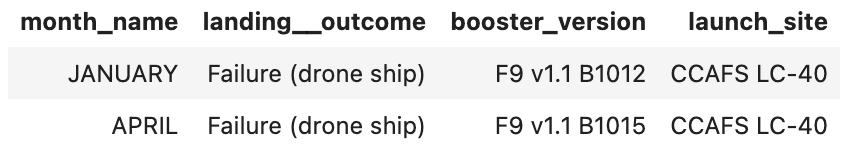 month_name landing__outcome booster_version launch_site
JANUARY Failure (drone ship) F9 v1.1 B1012 CCAFS LC-40
APRIL Failure (drone ship) F9 v1.1 B1015 CCAFS LC-40